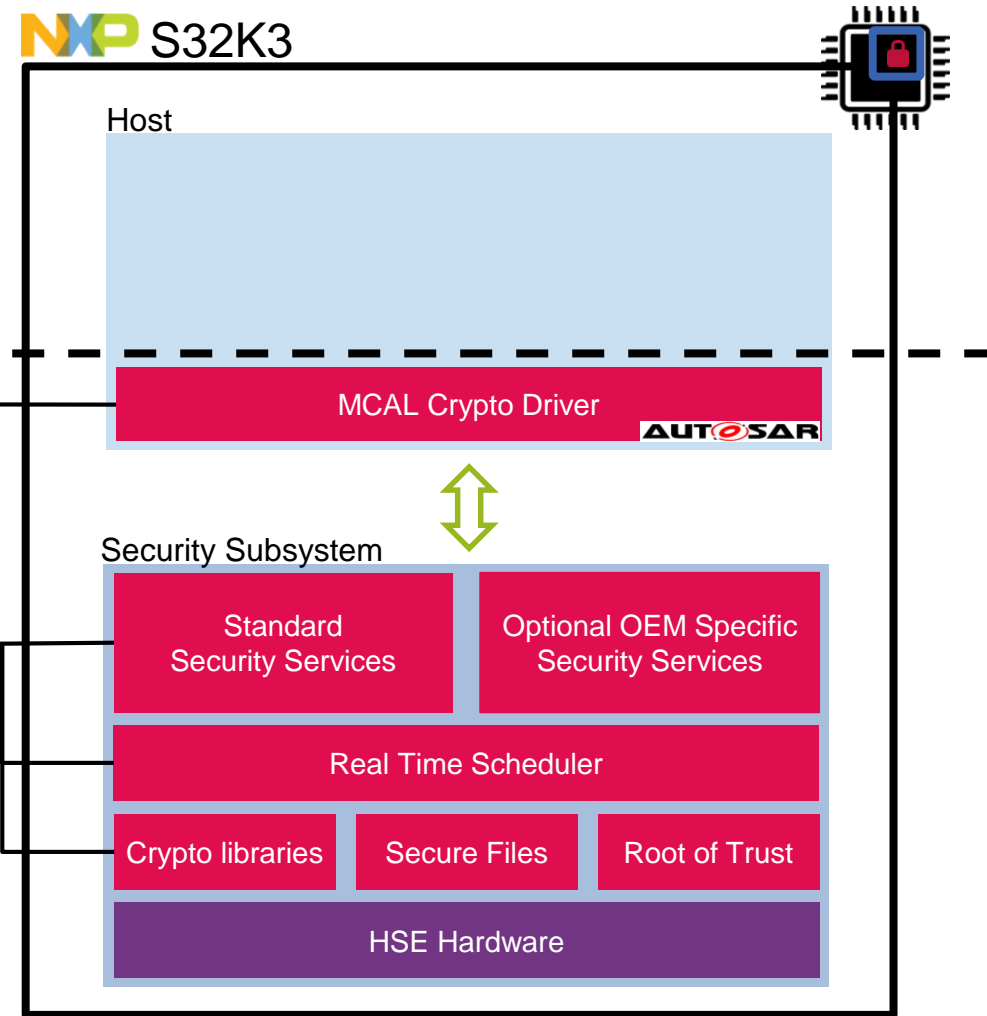 NXP S32K3
Host
MCAL Crypto Driver
AUTOSAR
Security Subsystem
Standard
Security Services
Optional OEM Specific
Security Services
Real Time Scheduler
Crypto libraries
Secure Files
Root of Trust
HSE Hardware